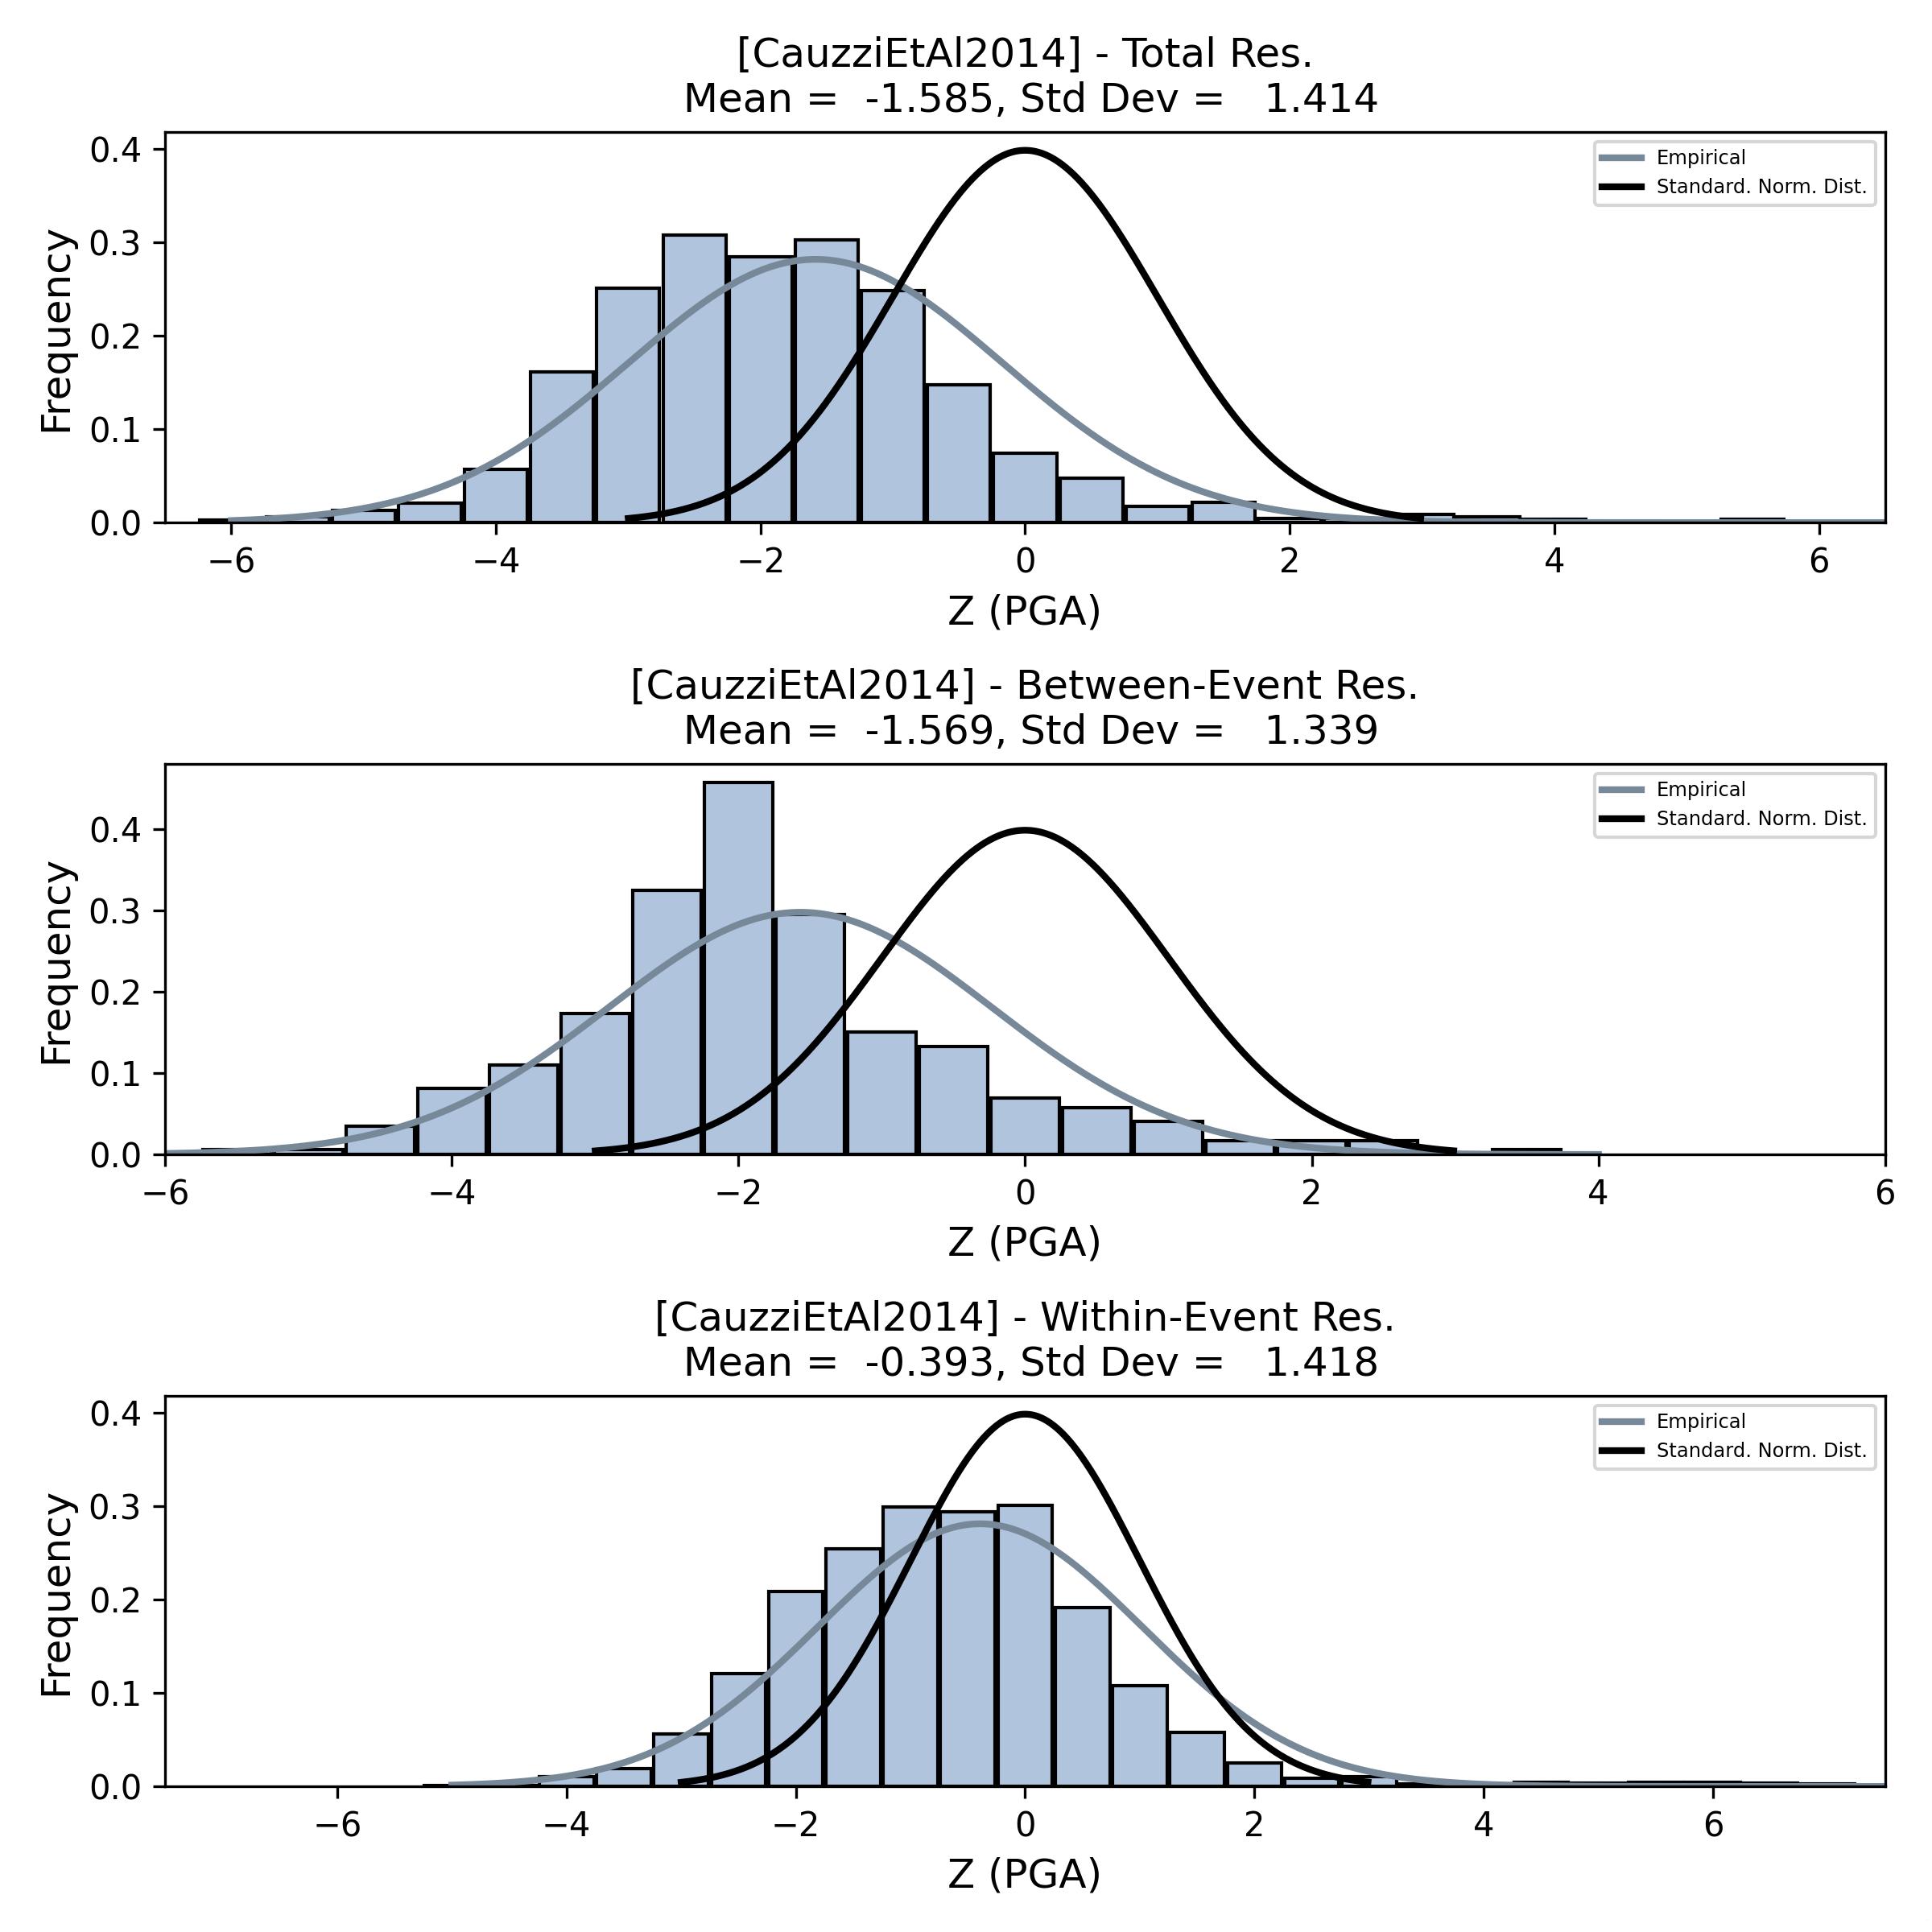 [CauzziEtAl2014] - Total Res.
Mean =  -1.585, Std Dev =   1.414
Frequency
0.4
0.3
0.2
0.1
0.0
Empirical
Standard. Norm. Dist.
−6 −4 −2 0 2 4 6
Z (PGA)
[CauzziEtAl2014] - Between-Event Res.
Mean =  -1.569, Std Dev =   1.339
Frequency
0.4
0.3
0.2
0.1
0.0
Empirical
Standard. Norm. Dist.
−6 −4 −2 0 2 4 6
Z (PGA)
[CauzziEtAl2014] - Within-Event Res.
Mean =  -0.393, Std Dev =   1.418
Frequency
0.4
0.3
0.2
0.1
0.0
Empirical
Standard. Norm. Dist.
−6 −4 −2 0 2 4 6
Z (PGA)